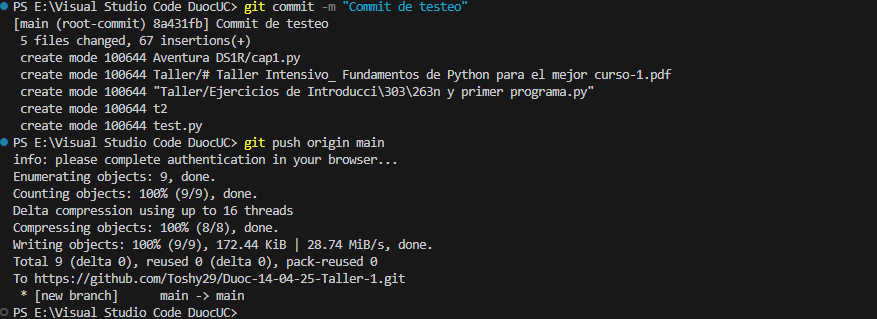 PS E:\Visual Studio Code DuocUC> git commit -m "Commit de testeo"
[main (root-commit) 8a431fb] Commit de testeo
 5 files changed, 67 insertions(+)
 create mode 100644 Aventura DS1R/cap1.py
 create mode 100644 Taller/# Taller Intensivo_ Fundamentos de Python para el mejor curso-1.pdf
 create mode 100644 "Taller/Ejercicios de Introducci\303\263n y primer programa.py"
 create mode 100644 t2
 create mode 100644 test.py
PS E:\Visual Studio Code DuocUC> git push origin main
info: please complete authentication in your browser...
Enumerating objects: 9, done.
Counting objects: 100% (9/9), done.
Delta compression using up to 16 threads
Compressing objects: 100% (8/8), done.
Writing objects: 100% (9/9), 172.44 KiB | 28.74 MiB/s, done.
Total 9 (delta 0), reused 0 (delta 0), pack-reused 0
To https://github.com/Toshy29/Duoc-14-04-25-Taller-1.git
 * [new branch]      main -> main
PS E:\Visual Studio Code DuocUC>